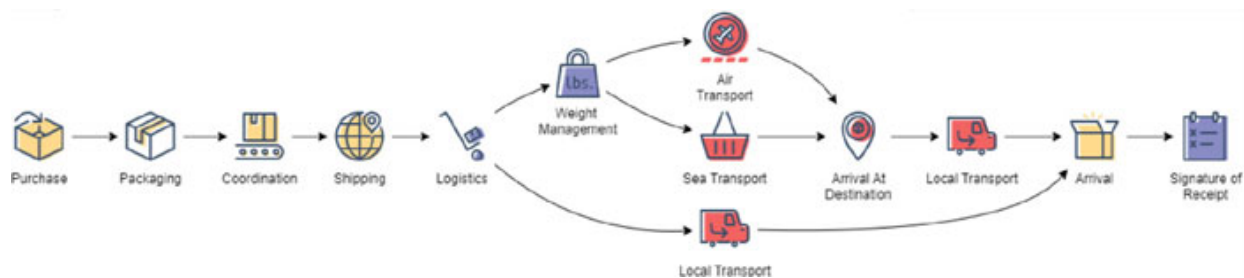 Purchase
Packaging
Coordination
Shipping
Logistics
lbs.
Weight
Management
Air
Transport
Sea Transport
Local Transport
Arrival At
Destination
Local Transport
Arrival
Signature of
Receipt